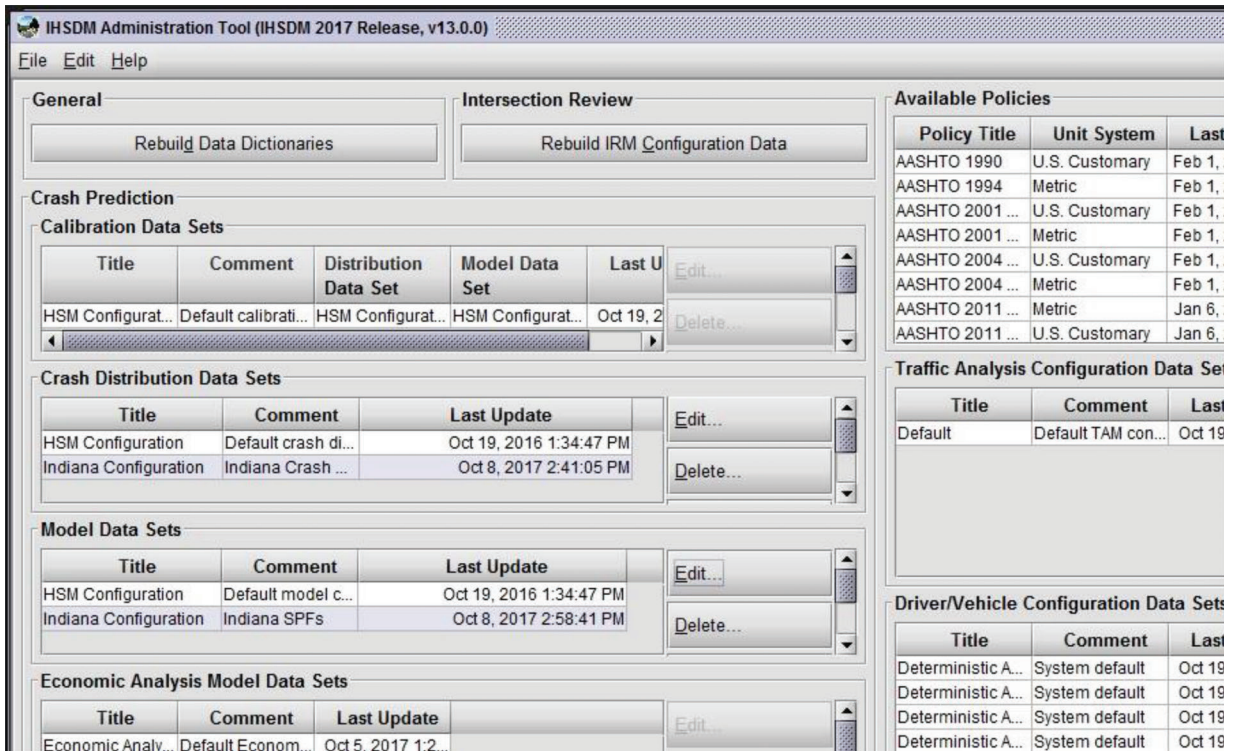 IHSDM Administration Tool (IHSDM 2017 Release, v13.0.0)
File Edit Help
General
Rebuild Data Dictionaries
Intersection Review
Rebuild IRM Configuration Data
Crash Prediction
Calibration Data Sets
Title Comment Distribution Data Set Model Data Set Last U
HSM Configurat... Default calibrati... HSM Configurat... HSM Configurat... Oct 19, 2
Edit...
Delete...
Crash Distribution Data Sets
Title Comment Last Update
HSM Configuration Default crash di... Oct 19, 2016 1:34:47 PM
Indiana Configuration Indiana Crash ... Oct 8, 2017 2:41:05 PM
Edit...
Delete...
Model Data Sets
Title Comment Last Update
HSM Configuration Default model c... Oct 19, 2016 1:34:47 PM
Indiana Configuration Indiana SPFs Oct 8, 2017 2:58:41 PM
Edit...
Delete...
Economic Analysis Model Data Sets
Title Comment Last Update
Economic Analy... Default Econom... Oct 5, 2017 1:2...
Edit...
Available Policies
Policy Title Unit System Last
AASHTO 1990 U.S. Customary Feb 1,
AASHTO 1994 Metric Feb 1,
AASHTO 2001 ... U.S. Customary Feb 1,
AASHTO 2001 ... Metric Feb 1,
AASHTO 2004 ... U.S. Customary Feb 1,
AASHTO 2004 ... Metric Feb 1,
AASHTO 2011 ... Metric Jan 6,
AASHTO 2011 ... U.S. Customary Jan 6,
Traffic Analysis Configuration Data Set
Title Comment Last
Default Default TAM con... Oct 19
Driver/Vehicle Configuration Data Sets
Title Comment Last
Deterministic A... System default Oct 19
Deterministic A... System default Oct 19
Deterministic A... System default Oct 19
Deterministic A... System default Oct 19